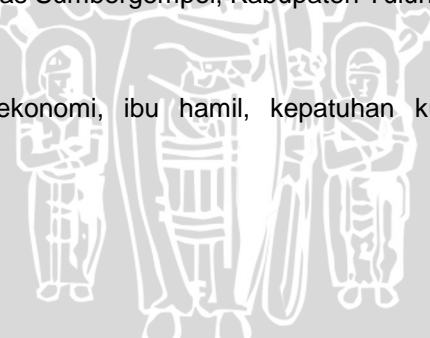 as Sumbergempol, Kabupaten Tulun
ekonomi, ibu hamil, kepatuhan k